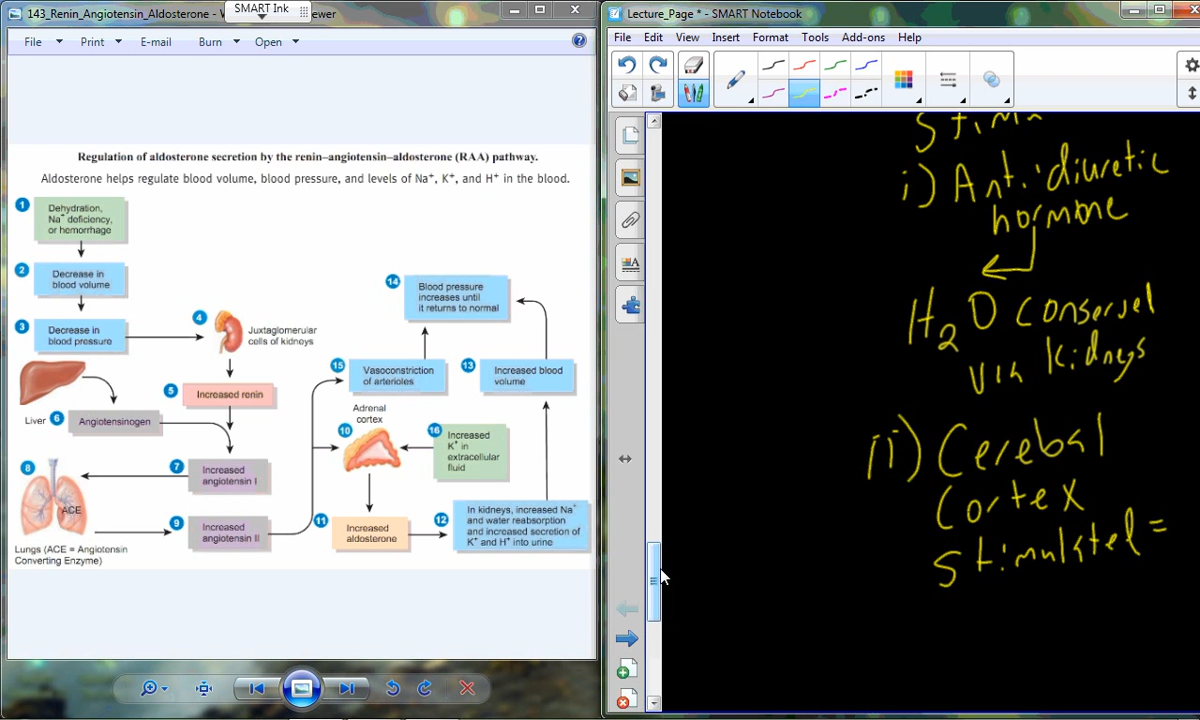 143_Renin_Angiotensin_Aldosterone - W
SMART Ink
ewer
File Print E-mail Burn Open
Regulation of aldosterone secretion by the renin–angiotensin–aldosterone (RAA) pathway.
Aldosterone helps regulate blood volume, blood pressure, and levels of Na⁺, K⁺, and H⁺ in the blood.
1
Dehydration,
Na⁺ deficiency,
or hemorrhage
2
Decrease in
blood volume
3
Decrease in
blood pressure
4
Juxtaglomerular
cells of kidneys
5
Increased renin
Liver
6
Angiotensinogen
7
Increased
angiotensin I
8
ACE
Lungs (ACE = Angiotensin
Converting Enzyme)
9
Increased
angiotensin II
Adrenal
cortex
10
11
Increased
aldosterone
12
In kidneys, increased Na⁺
and water reabsorption
and increased secretion of
K⁺ and H⁺ into urine
13
Increased blood
volume
14
Blood pressure
increases until
it returns to normal
15
Vasoconstriction
of arterioles
16
Increased
K⁺ in
extracellular
fluid
Lecture_Page * - SMART Notebook
File Edit View Insert Format Tools Add-ons Help
i) Antidiuretic
hormone
H₂O conserved
via kidneys
ii) Cerebal
Cortex
Stimulated =